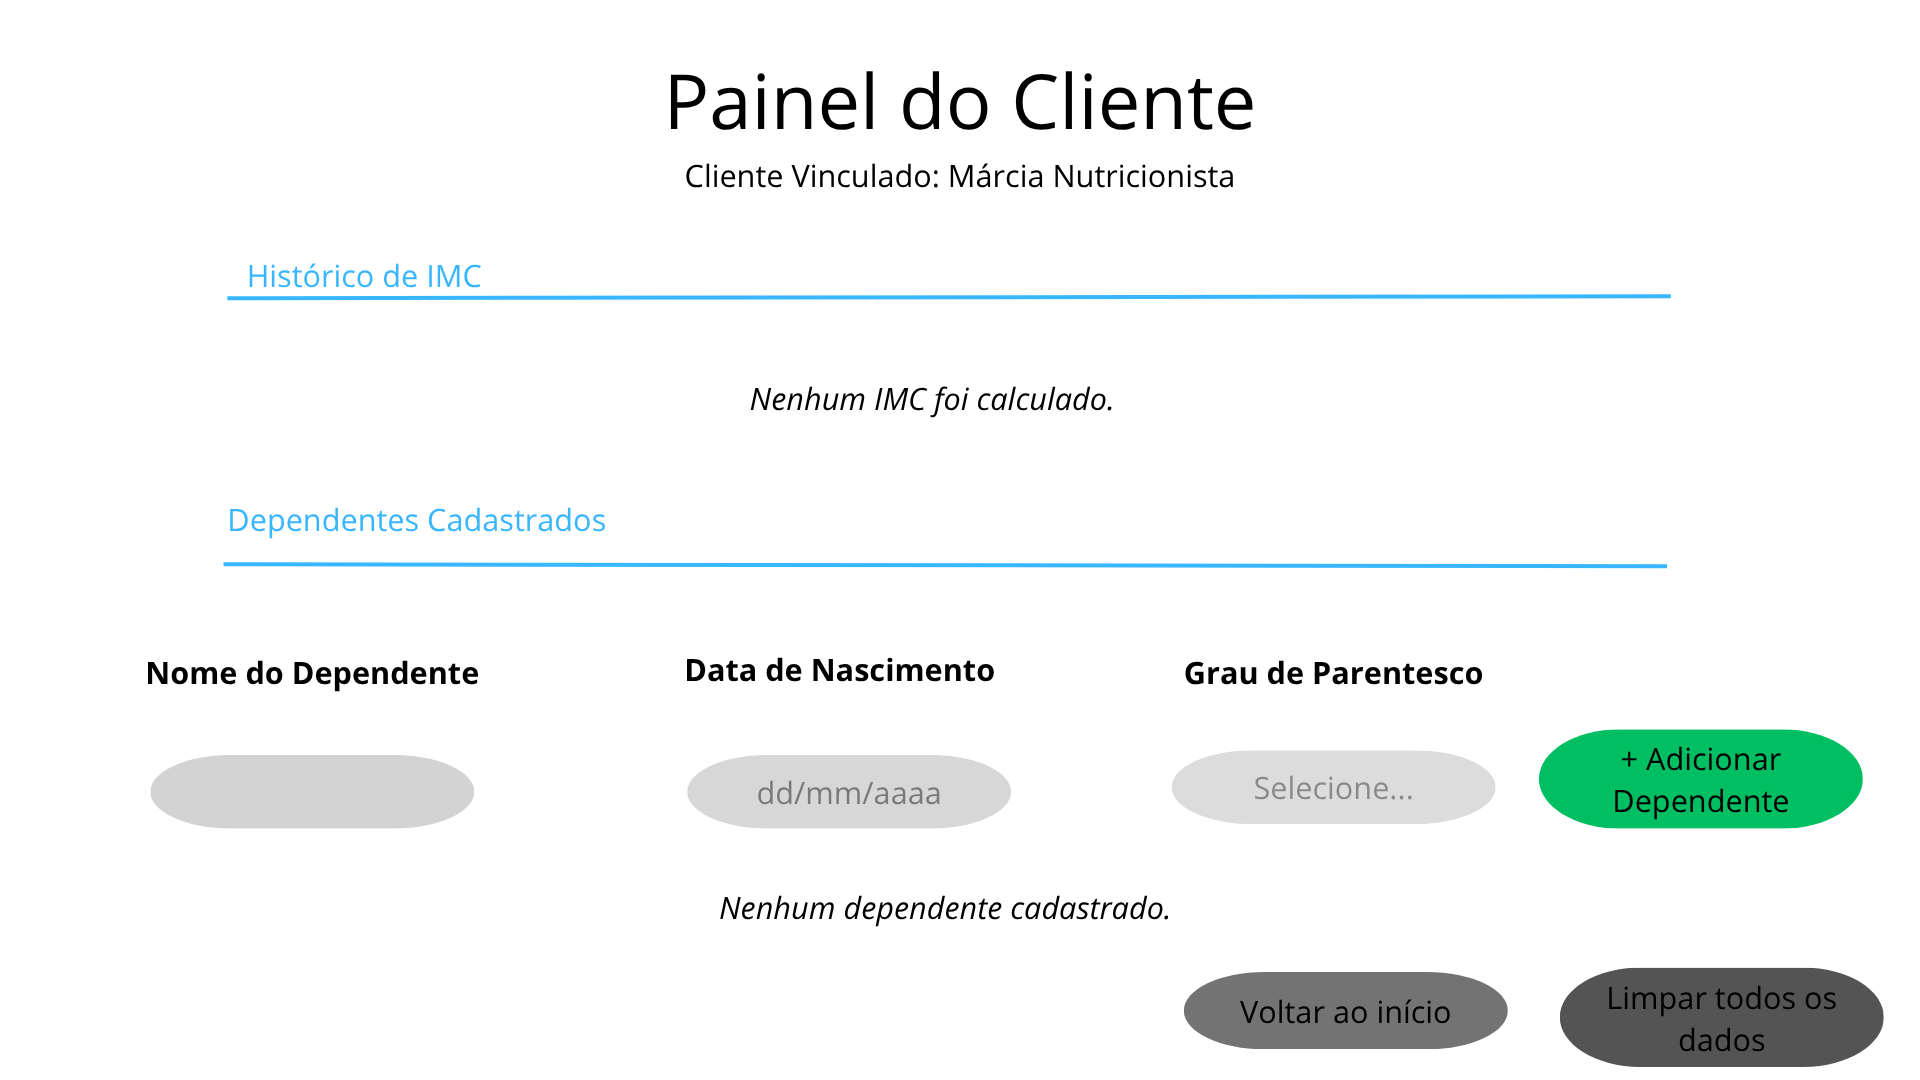 Painel do Cliente
Cliente Vinculado: Márcia Nutricionista
Histórico de IMC
Nenhum IMC foi calculado.
Dependentes Cadastrados
Nome do Dependente
Data de Nascimento
Grau de Parentesco
dd/mm/aaaa
Selecione...
+ Adicionar
Dependente
Nenhum dependente cadastrado.
Voltar ao início
Limpar todos os
dados